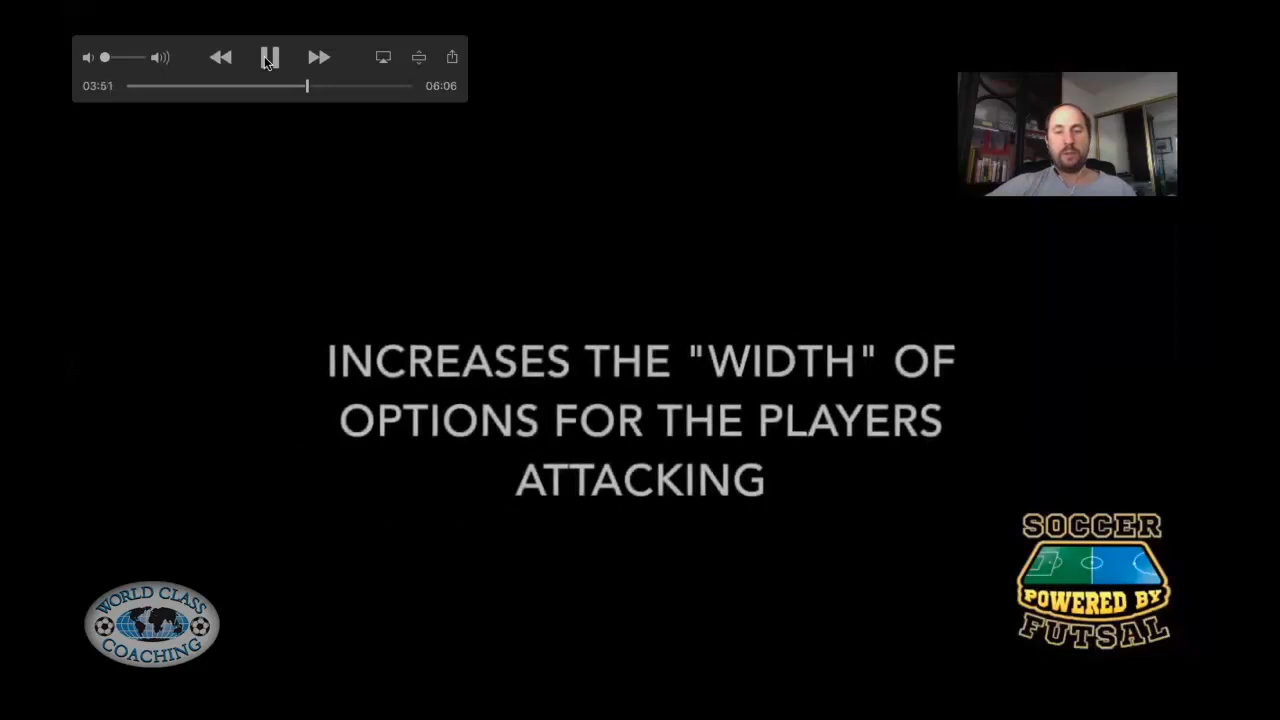 03:51
06:06
INCREASES THE "WIDTH" OF
OPTIONS FOR THE PLAYERS
ATTACKING
SOCCER
POWERED BY
FUTSAL
WORLD CLASS
COACHING